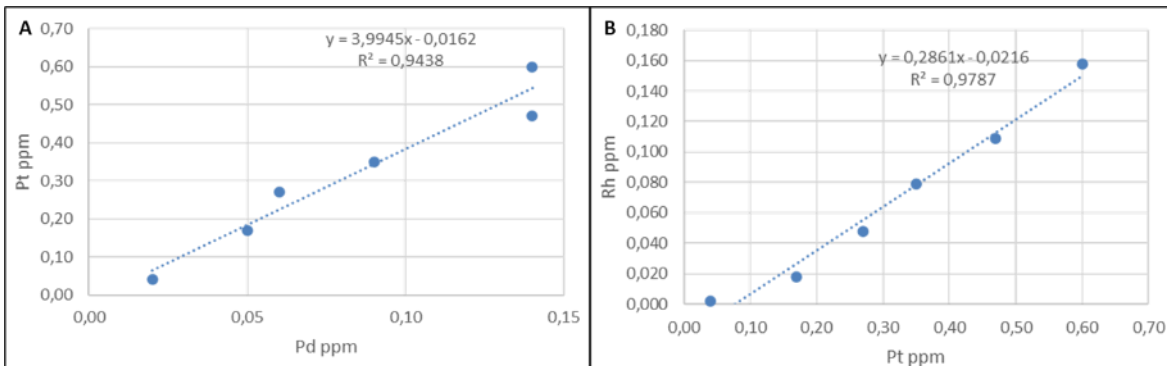 A
y = 3,9945x - 0,0162
R² = 0,9438
0,70
0,60
0,50
0,40
0,30
0,20
0,10
0,00
Pt ppm
0,00 0,05 0,10 0,15
Pd ppm
B
y = 0,2861x - 0,0216
R² = 0,9787
0,180
0,160
0,140
0,120
0,100
0,080
0,060
0,040
0,020
0,000
Rh ppm
0,00 0,10 0,20 0,30 0,40 0,50 0,60 0,70
Pt ppm